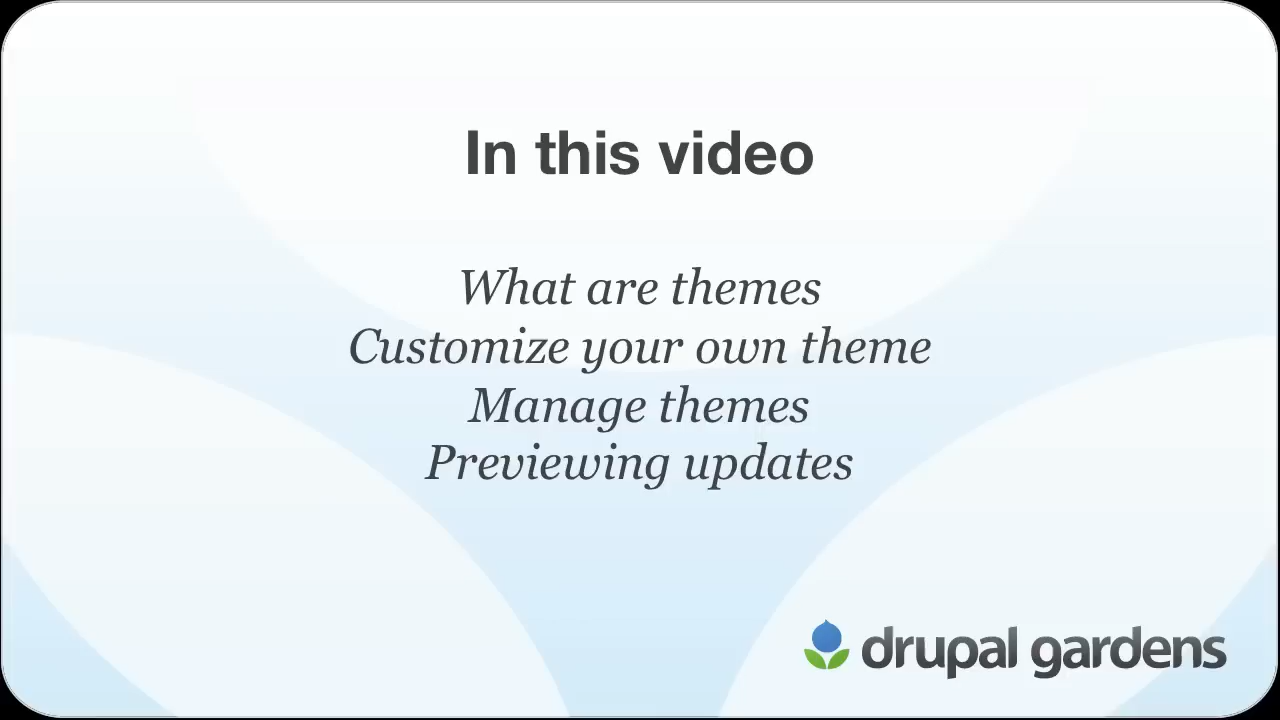 In this video
What are themes
Customize your own theme
Manage themes
Previewing updates
drupal gardens